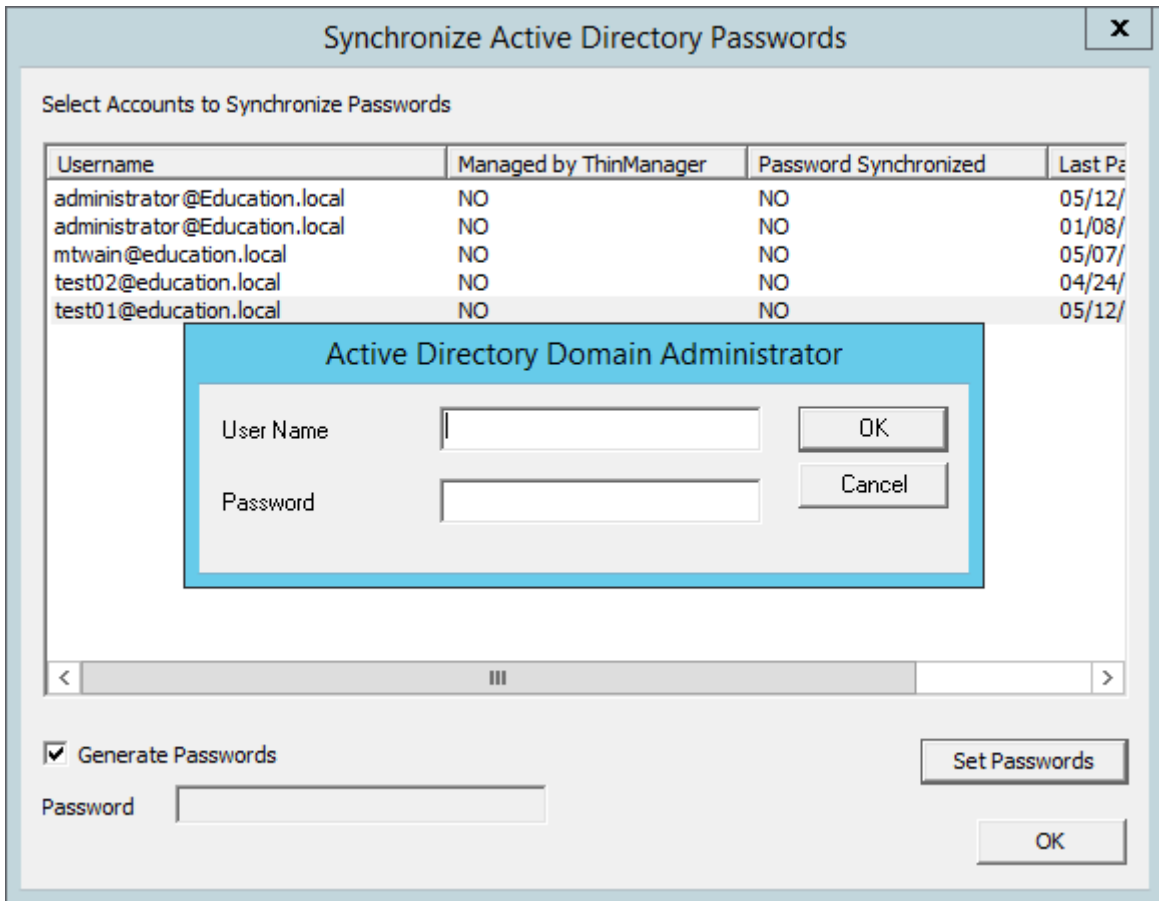 Synchronize Active Directory Passwords
x
Select Accounts to Synchronize Passwords
Username Managed by ThinManager Password Synchronized Last Pa
administrator@Education.local NO NO 05/12/
administrator@Education.local NO NO 01/08/
mtwain@education.local NO NO 05/07/
test02@education.local NO NO 04/24/
test01@education.local NO NO 05/12/
Active Directory Domain Administrator
User Name OK
Password Cancel
Generate Passwords Set Passwords
Password
OK